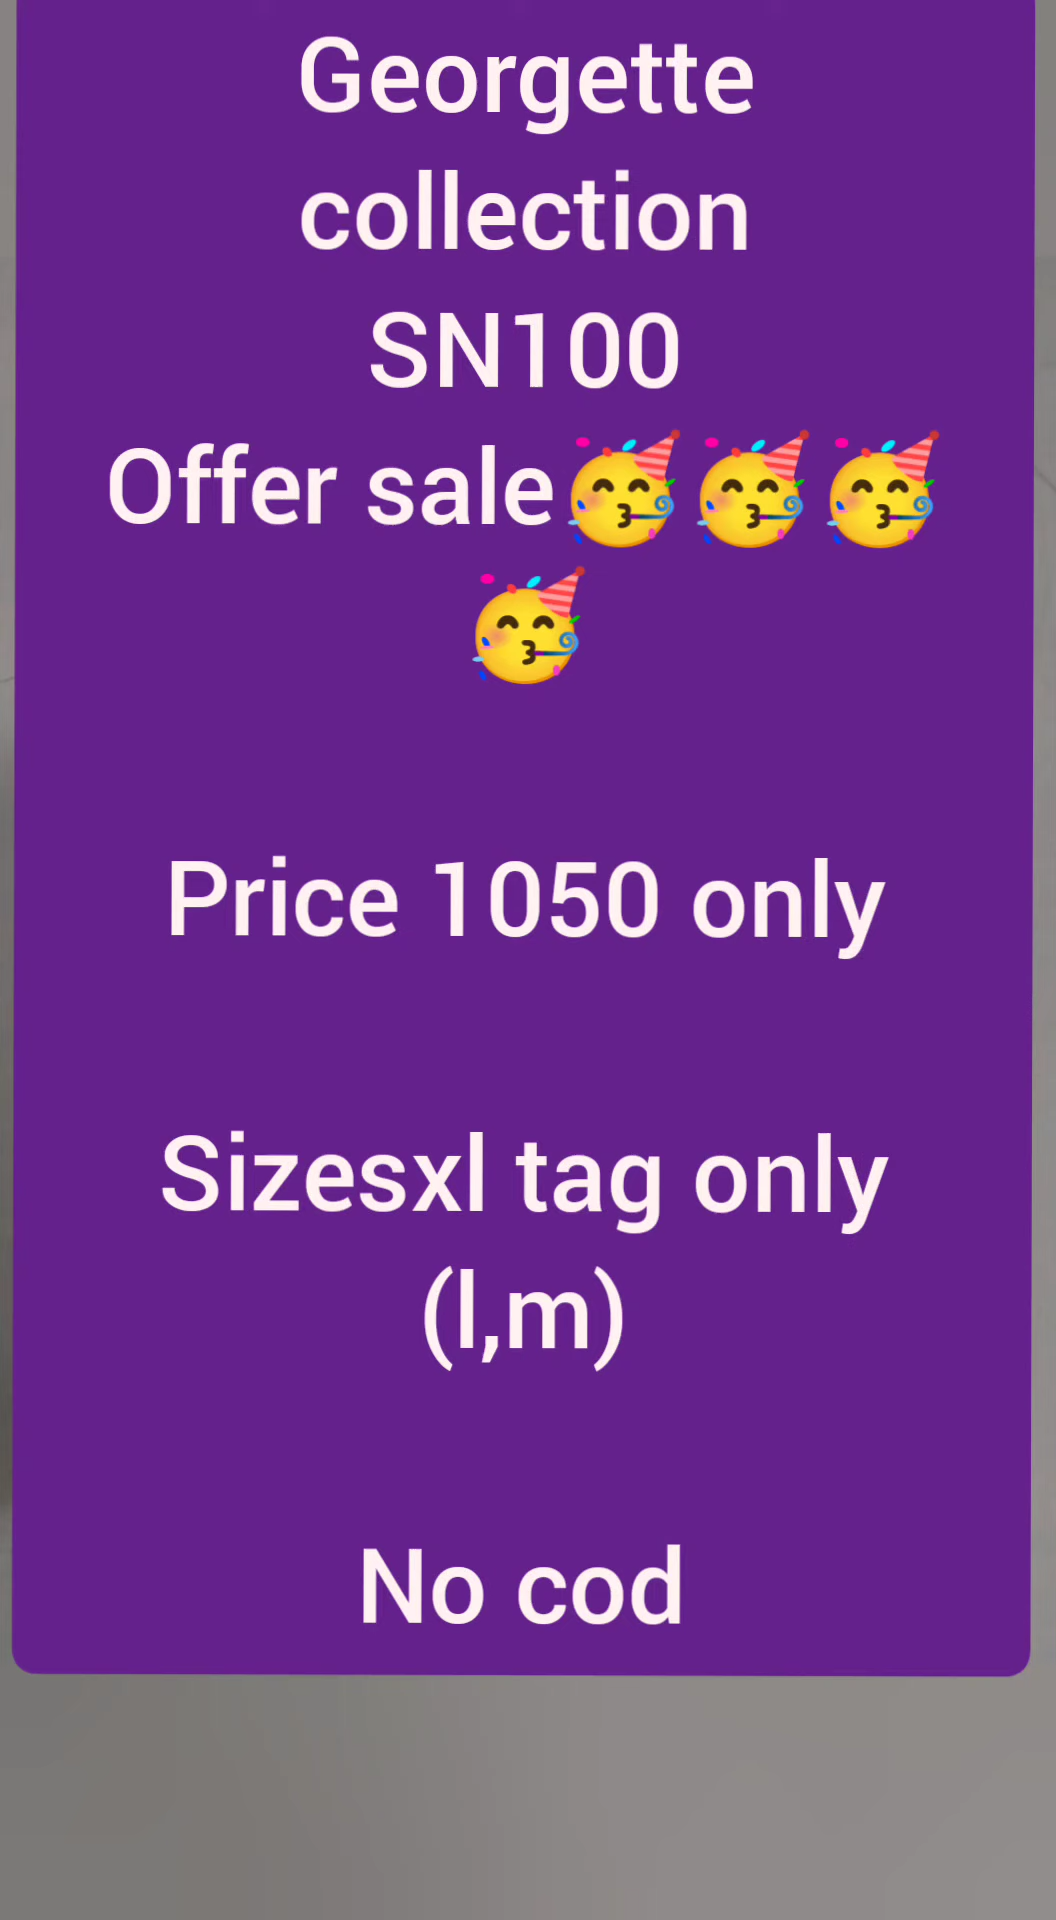 Georgette
collection
SN100
Offer sale🥳🥳🥳
🥳
Price 1050 only
Sizesxl tag only
(l,m)
No cod